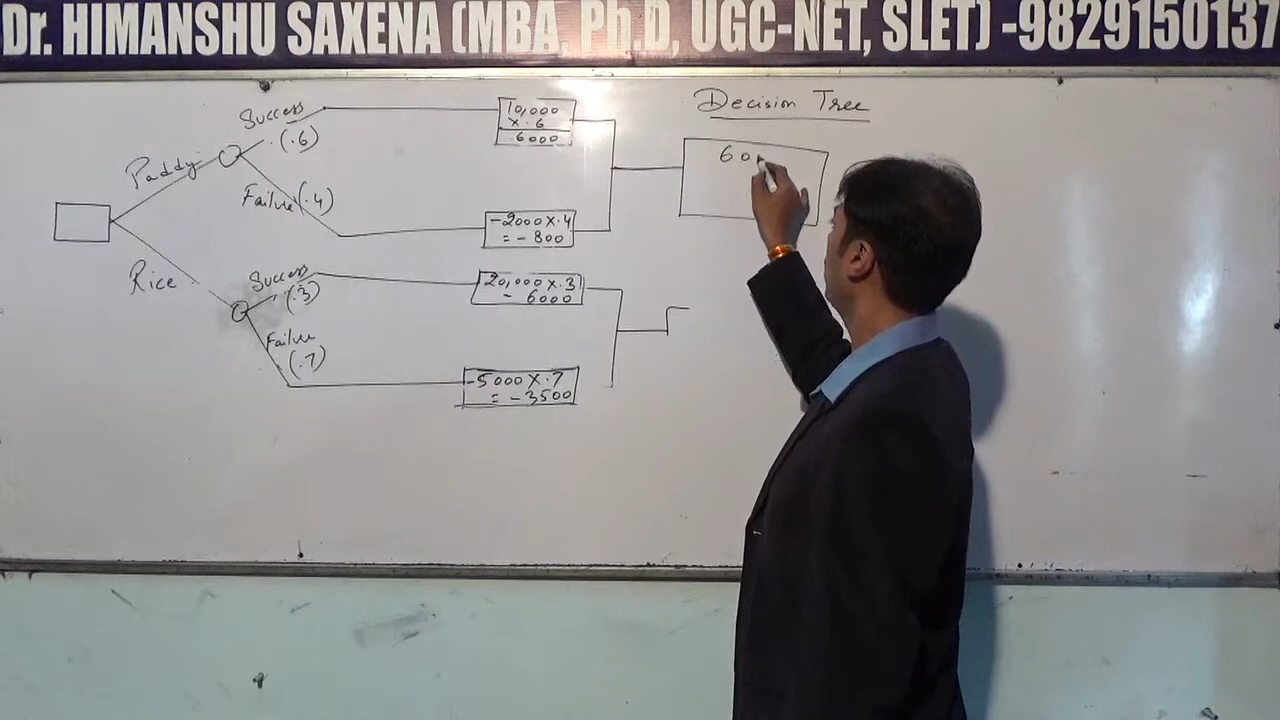 Dr. HIMANSHU SAXENA (MBA, Ph.D, UGC-NET, SLET) -9829150137
Decision Tree
Success
(.6)
10,000
× .6
6000
60
Paddy
Failure (.4)
-2000 × .4
= - 800
Rice
Success
(.3)
20,000 × .3
- 6000
Failure
(.7)
-5000 × .7
= - 3500